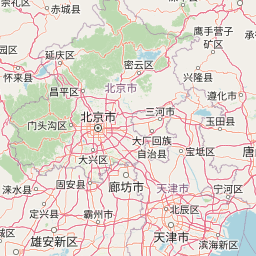 赤城县
崇礼区
鹰手营子
矿区
承
延庆区
密云区
兴隆县
怀来县
昌平区
北京市
遵化市
三河市
玉田县
门头沟区
北京市
大厂回族
自治县
唐
大兴区
宝坻区
固安县
涞水县
廊坊市
天津市
宁河区
定兴县
霸州市
北辰区
雄安新区
天津市
滨海新区